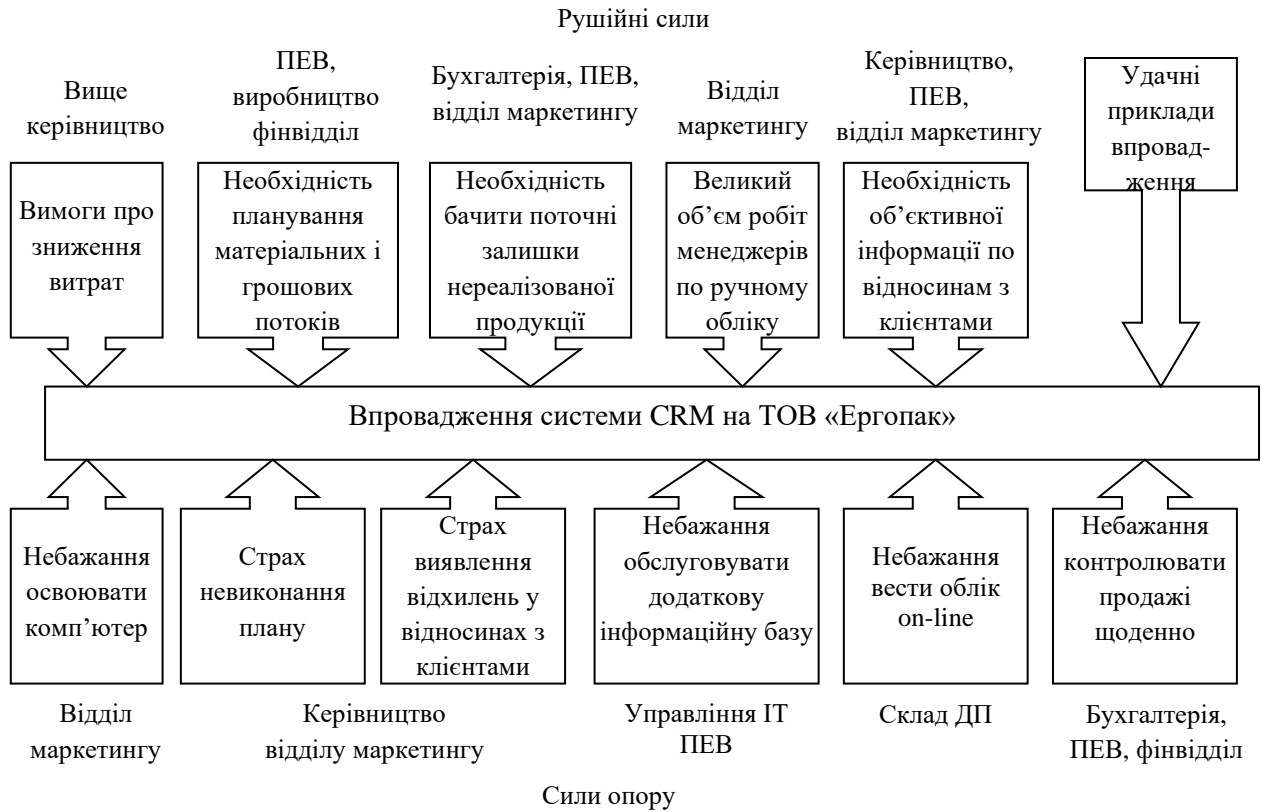 Рушійні сили
Вище
керівництво
ПЕВ,
виробництво
фінвідділ
Бухгалтерія, ПЕВ,
відділ маркетингу
Відділ
маркетингу
Керівництво,
ПЕВ,
відділ маркетингу
Удачні
приклади
впровад-
ження
Вимоги про
зниження
витрат
Необхідність
планування
матеріальних і
грошових
потоків
Необхідність
бачити поточні
залишки
нереалізованої
продукції
Великий
об’єм робіт
менеджерів
по ручному
обліку
Необхідність
об’єктивної
інформації по
відносинам з
клієнтами
Впровадження системи CRM на ТОВ «Ергопак»
Небажання
освоювати
комп’ютер
Страх
невиконання
плану
Страх
виявлення
відхилень у
відносинах з
клієнтами
Небажання
обслуговувати
додаткову
інформаційну базу
Небажання
вести облік
on-line
Небажання
контролювати
продажі
щоденно
Відділ
маркетингу
Керівництво
відділу маркетингу
Управління ІТ
ПЕВ
Склад ДП
Бухгалтерія,
ПЕВ, фінвідділ
Сили опору